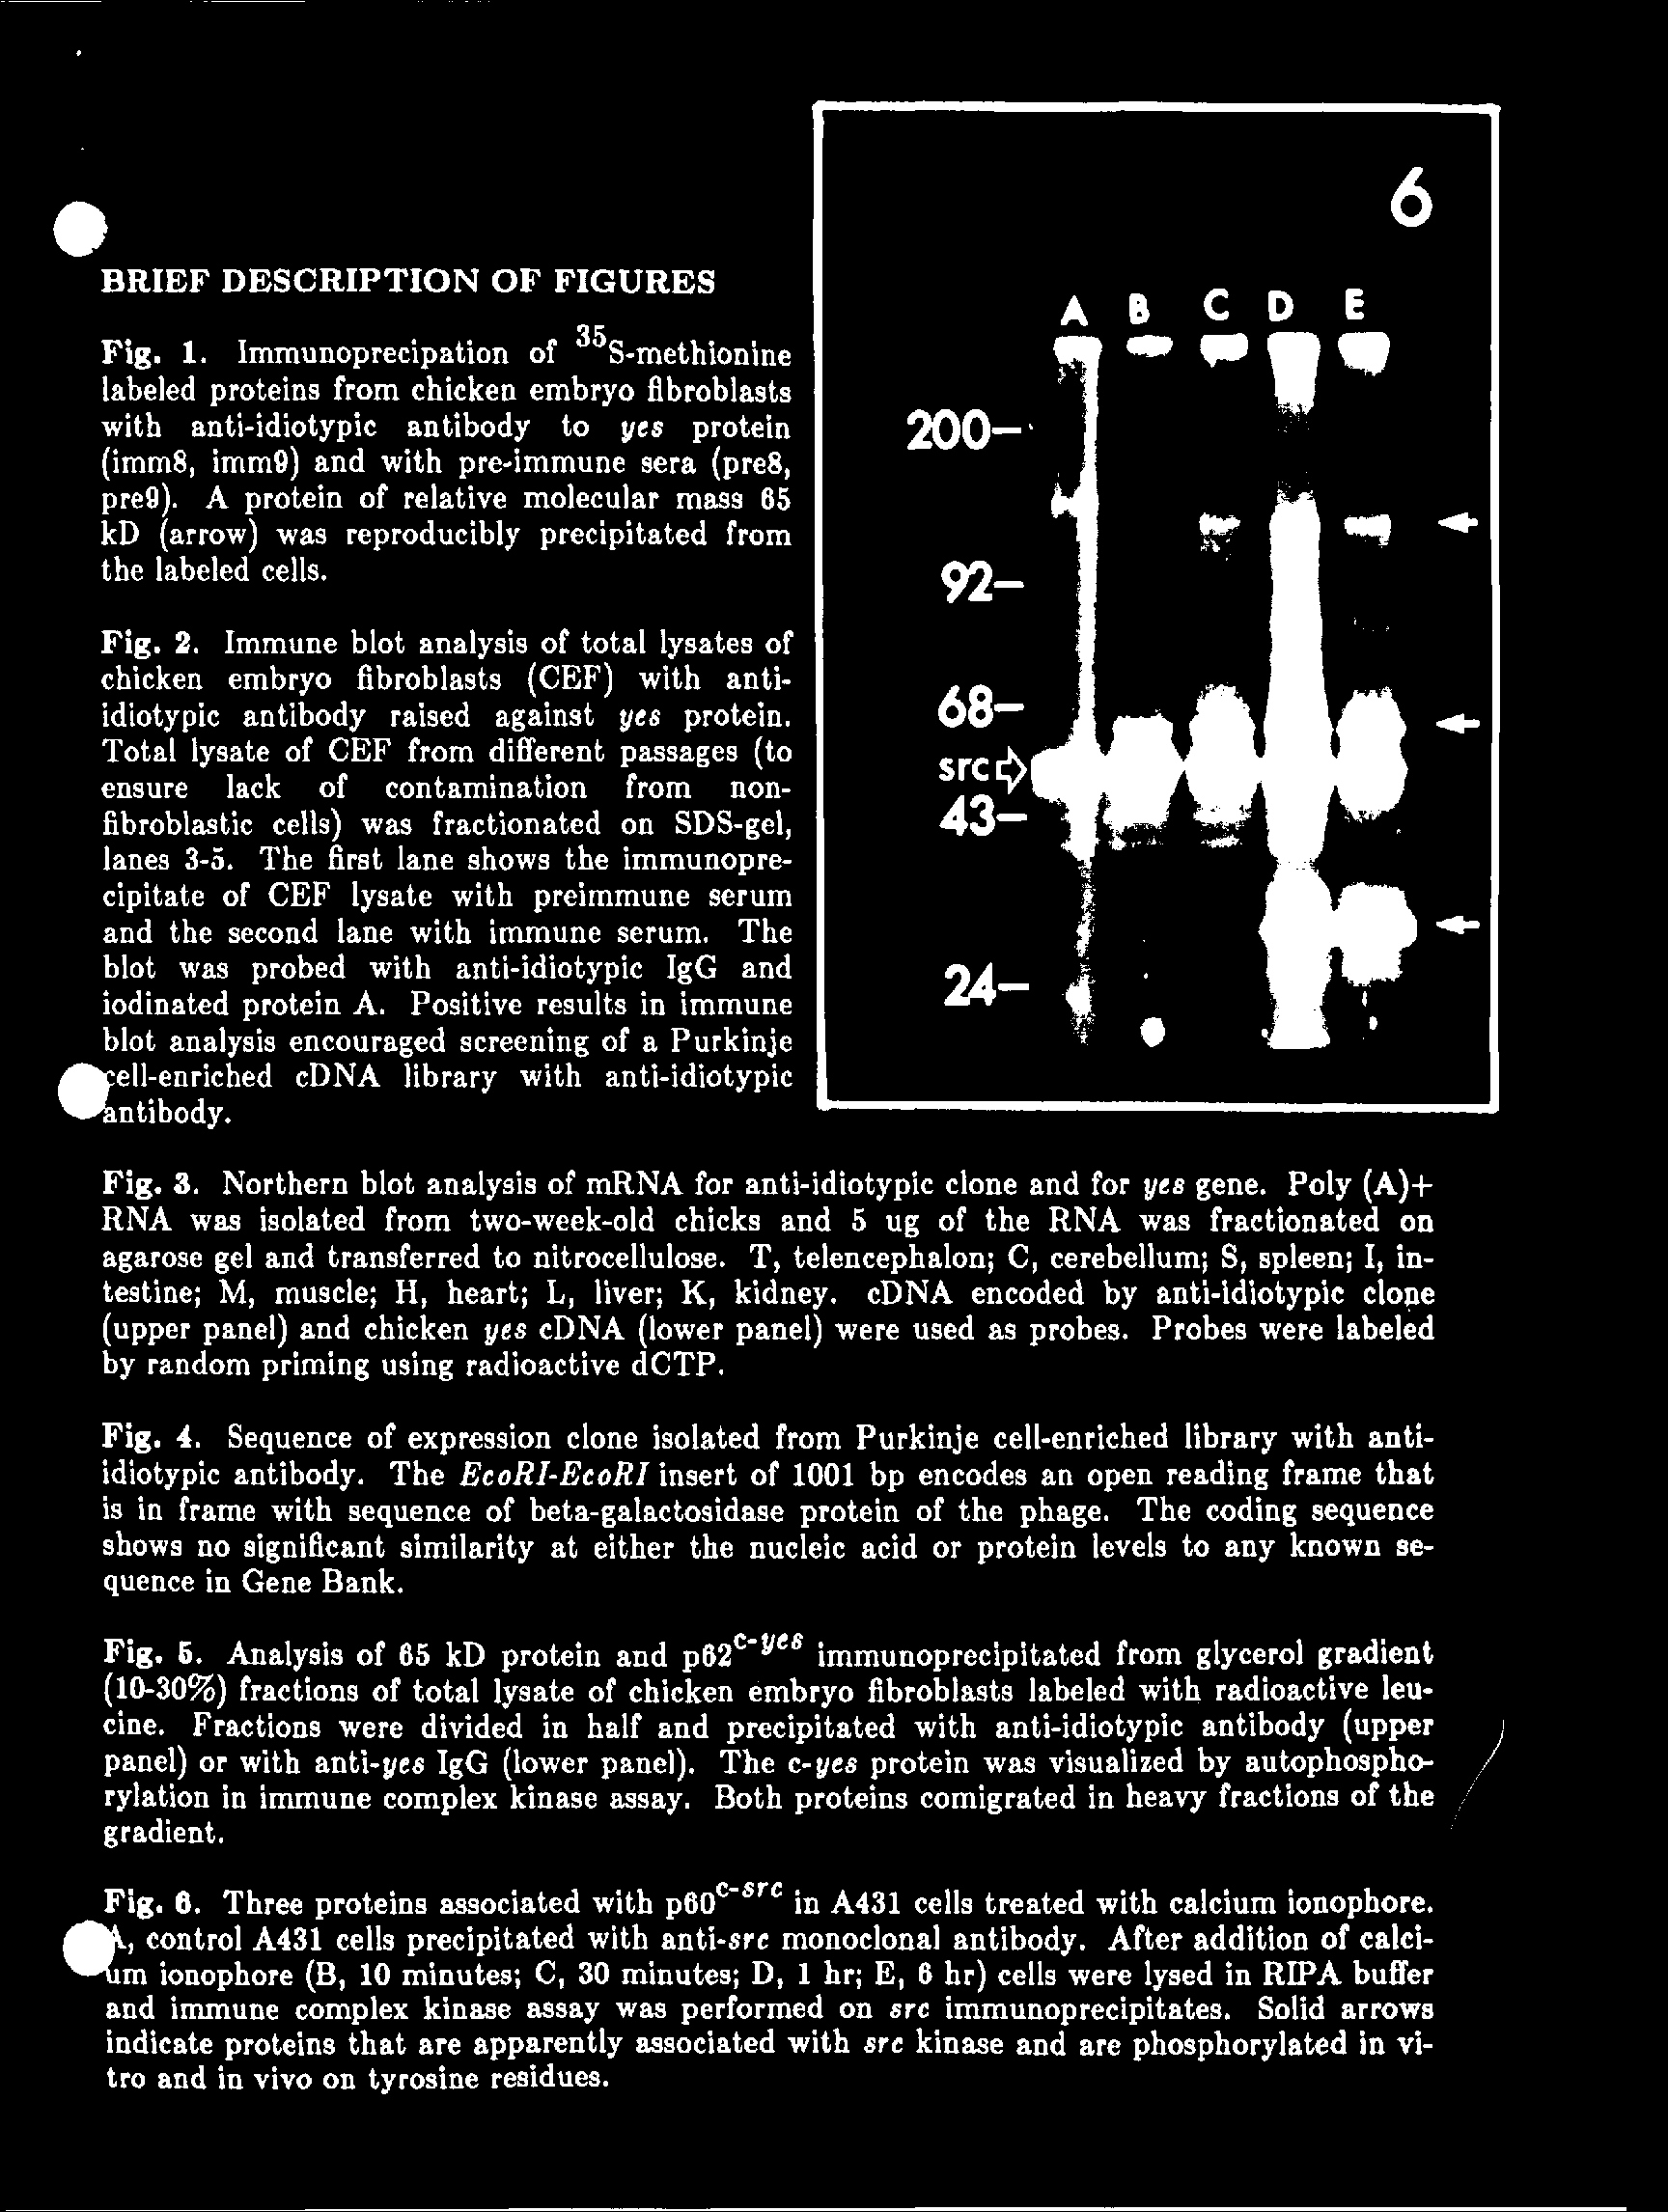 BRIEF DESCRIPTION OF FIGURES
Fig. 1. Immunoprecipation of 35S-methionine
labeled proteins from chicken embryo fibroblasts
with anti-idiotypic antibody to yes protein
(imm8, imm9) and with pre-immune sera (pre8,
pre9). A protein of relative molecular mass 65
kD (arrow) was reproducibly precipitated from
the labeled cells.
Fig. 2. Immune blot analysis of total lysates of
chicken embryo fibroblasts (CEF) with anti-
idiotypic antibody raised against yes protein.
Total lysate of CEF from different passages (to
ensure lack of contamination from non-
fibroblastic cells) was fractionated on SDS-gel,
lanes 3-5. The first lane shows the immunopre-
cipitate of CEF lysate with preimmune serum
and the second lane with immune serum. The
blot was probed with anti-idiotypic IgG and
iodinated protein A. Positive results in immune
blot analysis encouraged screening of a Purkinje
cell-enriched cDNA library with anti-idiotypic
antibody.
6
A B C D E
200-
92-
68-
src
43-
24-
Fig. 3. Northern blot analysis of mRNA for anti-idiotypic clone and for yes gene. Poly (A)+
RNA was isolated from two-week-old chicks and 5 ug of the RNA was fractionated on
agarose gel and transferred to nitrocellulose. T, telencephalon; C, cerebellum; S, spleen; I, in-
testine; M, muscle; H, heart; L, liver; K, kidney. cDNA encoded by anti-idiotypic clone
(upper panel) and chicken yes cDNA (lower panel) were used as probes. Probes were labeled
by random priming using radioactive dCTP.
Fig. 4. Sequence of expression clone isolated from Purkinje cell-enriched library with anti-
idiotypic antibody. The EcoRI-EcoRI insert of 1001 bp encodes an open reading frame that
is in frame with sequence of beta-galactosidase protein of the phage. The coding sequence
shows no significant similarity at either the nucleic acid or protein levels to any known se-
quence in Gene Bank.
Fig. 5. Analysis of 65 kD protein and p62c-yes immunoprecipitated from glycerol gradient
(10-30%) fractions of total lysate of chicken embryo fibroblasts labeled with radioactive leu-
cine. Fractions were divided in half and precipitated with anti-idiotypic antibody (upper
panel) or with anti-yes IgG (lower panel). The c-yes protein was visualized by autophospho-
rylation in immune complex kinase assay. Both proteins comigrated in heavy fractions of the
gradient.
Fig. 6. Three proteins associated with p60c-src in A431 cells treated with calcium ionophore.
A, control A431 cells precipitated with anti-src monoclonal antibody. After addition of calci-
um ionophore (B, 10 minutes; C, 30 minutes; D, 1 hr; E, 6 hr) cells were lysed in RIPA buffer
and immune complex kinase assay was performed on src immunoprecipitates. Solid arrows
indicate proteins that are apparently associated with src kinase and are phosphorylated in vi-
tro and in vivo on tyrosine residues.